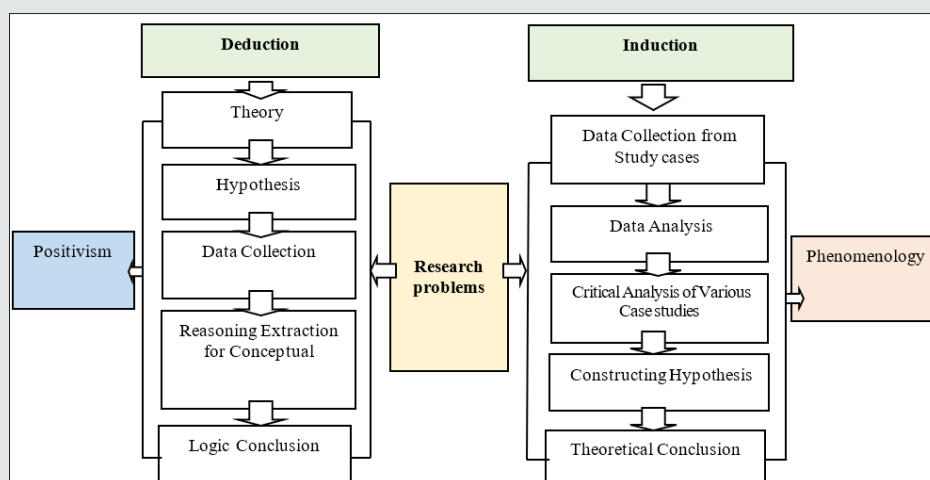 Deduction
Theory
Hypothesis
Data Collection
Reasoning Extraction
for Conceptual
Logic Conclusion
Positivism
Research
problems
Induction
Data Collection from
Study cases
Data Analysis
Critical Analysis of Various
Case studies
Constructing Hypothesis
Theoretical Conclusion
Phenomenology